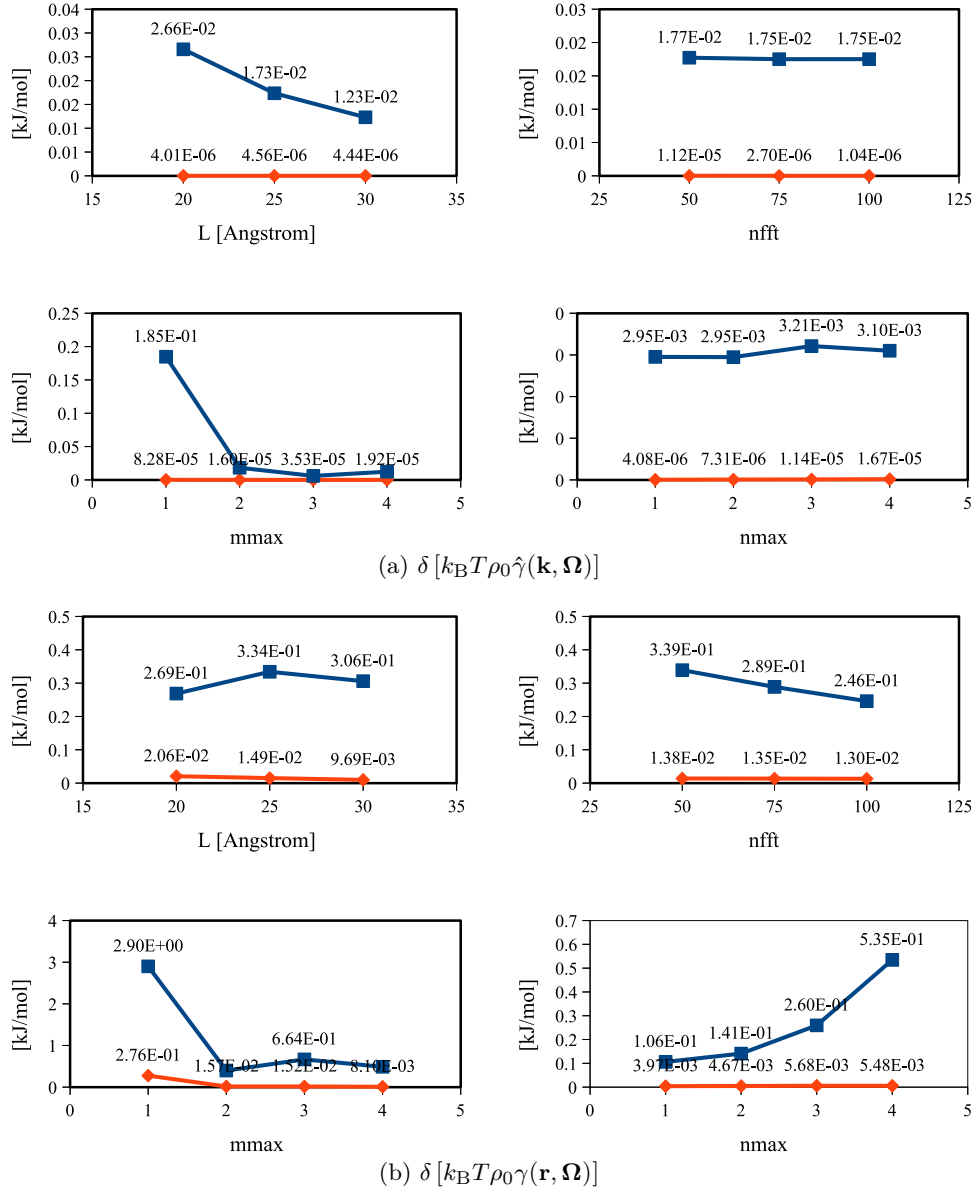 0.04
0.03
0.03
0.02
0.02
0.01
0.01
0
[kJ/mol]
2.66E-02
1.73E-02
1.23E-02
4.01E-06 4.56E-06 4.44E-06
15 20 25 30 35
L [Angstrom]
0.03
0.02
0.02
0.01
0.01
0
[kJ/mol]
1.77E-02 1.75E-02 1.75E-02
1.12E-05 2.70E-06 1.04E-06
25 50 75 100 125
nfft
0.25
0.2
0.15
0.1
0.05
0
[kJ/mol]
1.85E-01
8.28E-05 1.60E-05 3.53E-05 1.92E-05
0 1 2 3 4 5
mmax
0
0
0
0
0
[kJ/mol]
2.95E-03 2.95E-03 3.21E-03 3.10E-03
4.08E-06 7.31E-06 1.14E-05 1.67E-05
0 1 2 3 4 5
nmax
(a) δ [k_B T ρ_0 γ̂(𝐤, 𝛀)]
0.5
0.4
0.3
0.2
0.1
0
[kJ/mol]
2.69E-01 3.34E-01 3.06E-01
2.06E-02 1.49E-02 9.69E-03
15 20 25 30 35
L [Angstrom]
0.5
0.4
0.3
0.2
0.1
0
[kJ/mol]
3.39E-01 2.89E-01 2.46E-01
1.38E-02 1.35E-02 1.30E-02
25 50 75 100 125
nfft
4
3
2
1
0
[kJ/mol]
2.90E+00
6.64E-01
2.76E-01 1.57E-02 1.52E-02 8.10E-03
0 1 2 3 4 5
mmax
0.7
0.6
0.5
0.4
0.3
0.2
0.1
0
[kJ/mol]
5.35E-01
2.60E-01
1.06E-01 1.41E-01
3.97E-03 4.67E-03 5.68E-03 5.48E-03
0 1 2 3 4 5
nmax
(b) δ [k_B T ρ_0 γ(𝐫, 𝛀)]